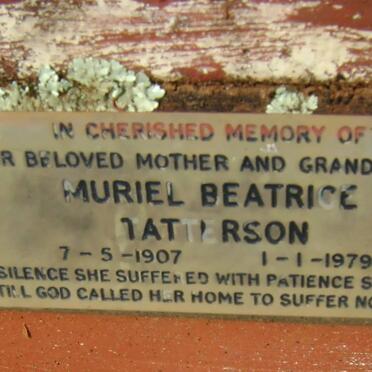 IN CHERISHED MEMORY OF
R BELOVED MOTHER AND GRAND
MURIEL BEATRICE
TATTERSON
7-5-1907 1-1-1979
SILENCE SHE SUFFERED WITH PATIENCE S
TILL GOD CALLED HER HOME TO SUFFER NO